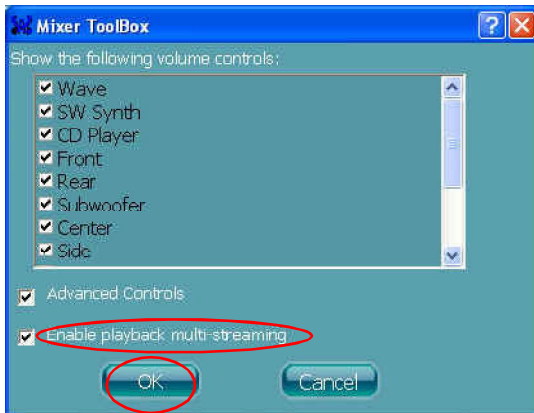 Mixer ToolBox
Show the following volume controls:
Wave
SW Synth
CD Player
Front
Rear
Subwoofer
Center
Side
Advanced Controls
Enable playback multi-streaming
OK
Cancel